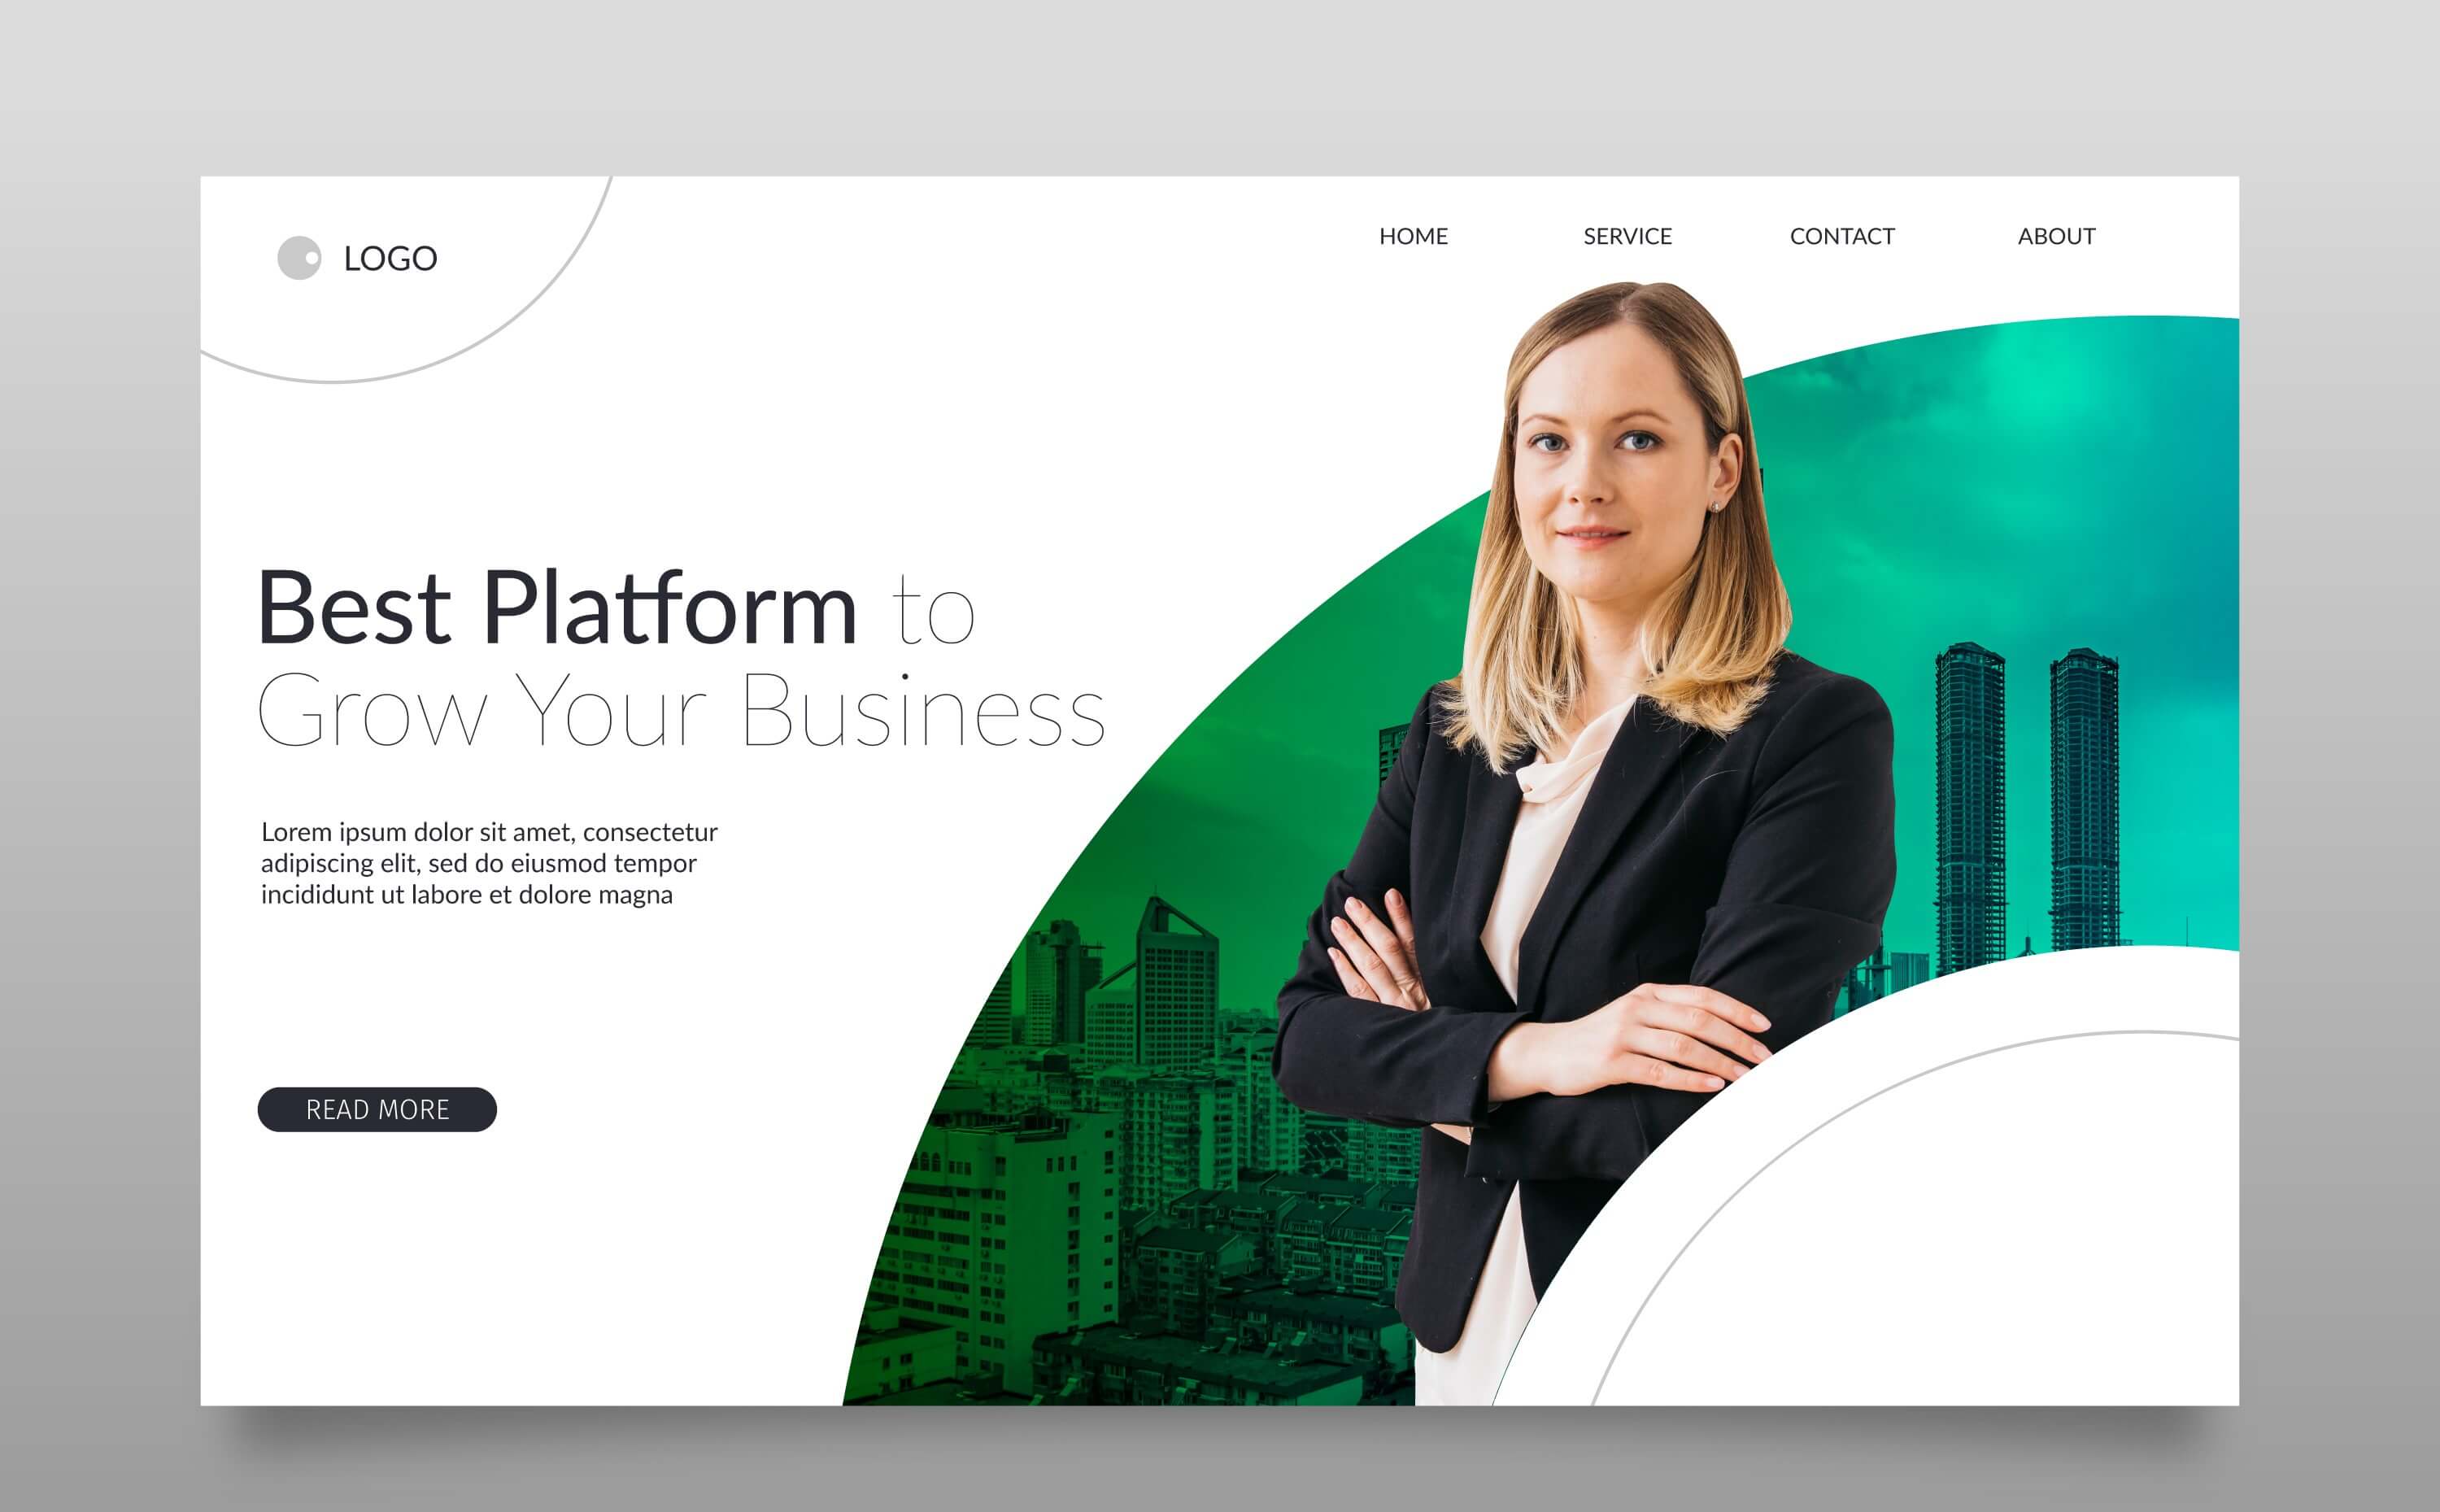 LOGO
HOME
SERVICE
CONTACT
ABOUT
Best Platform to
Grow Your Business
Lorem ipsum dolor sit amet, consectetur
adipiscing elit, sed do eiusmod tempor
incididunt ut labore et dolore magna
READ MORE